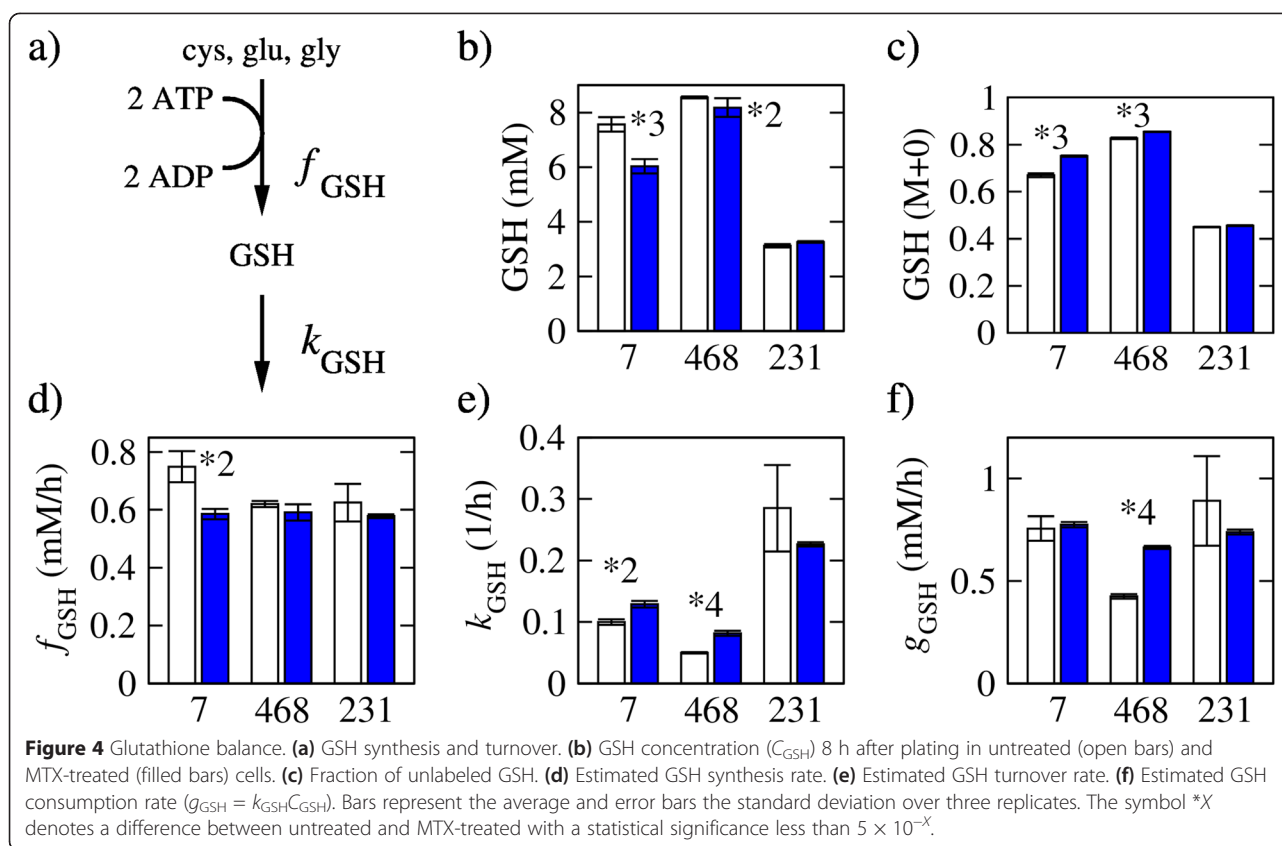 a)
cys, glu, gly
2 ATP
2 ADP
f GSH
GSH
k GSH
b)
GSH (mM)
8
6
4
2
0
*3
*2
7 468 231
c)
GSH (M+0)
1
0.8
0.6
0.4
0.2
0
*3
*3
7 468 231
d)
f GSH (mM/h)
0.8
0.6
0.4
0.2
0
*2
7 468 231
e)
k GSH (1/h)
0.4
0.3
0.2
0.1
0
*2
*4
7 468 231
f)
g GSH (mM/h)
1
0.5
0
*4
7 468 231
Figure 4 Glutathione balance. (a) GSH synthesis and turnover. (b) GSH concentration (C_GSH) 8 h after plating in untreated (open bars) and
MTX-treated (filled bars) cells. (c) Fraction of unlabeled GSH. (d) Estimated GSH synthesis rate. (e) Estimated GSH turnover rate. (f) Estimated GSH
consumption rate (g_GSH = k_GSHC_GSH). Bars represent the average and error bars the standard deviation over three replicates. The symbol *X
denotes a difference between untreated and MTX-treated with a statistical significance less than 5 × 10^−X.